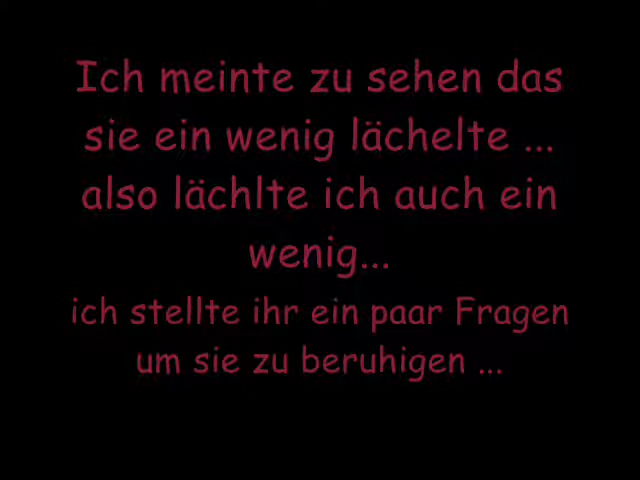 Ich meinte zu sehen das
sie ein wenig lächelte ...
also lächlte ich auch ein
wenig...
ich stellte ihr ein paar Fragen
um sie zu beruhigen ...